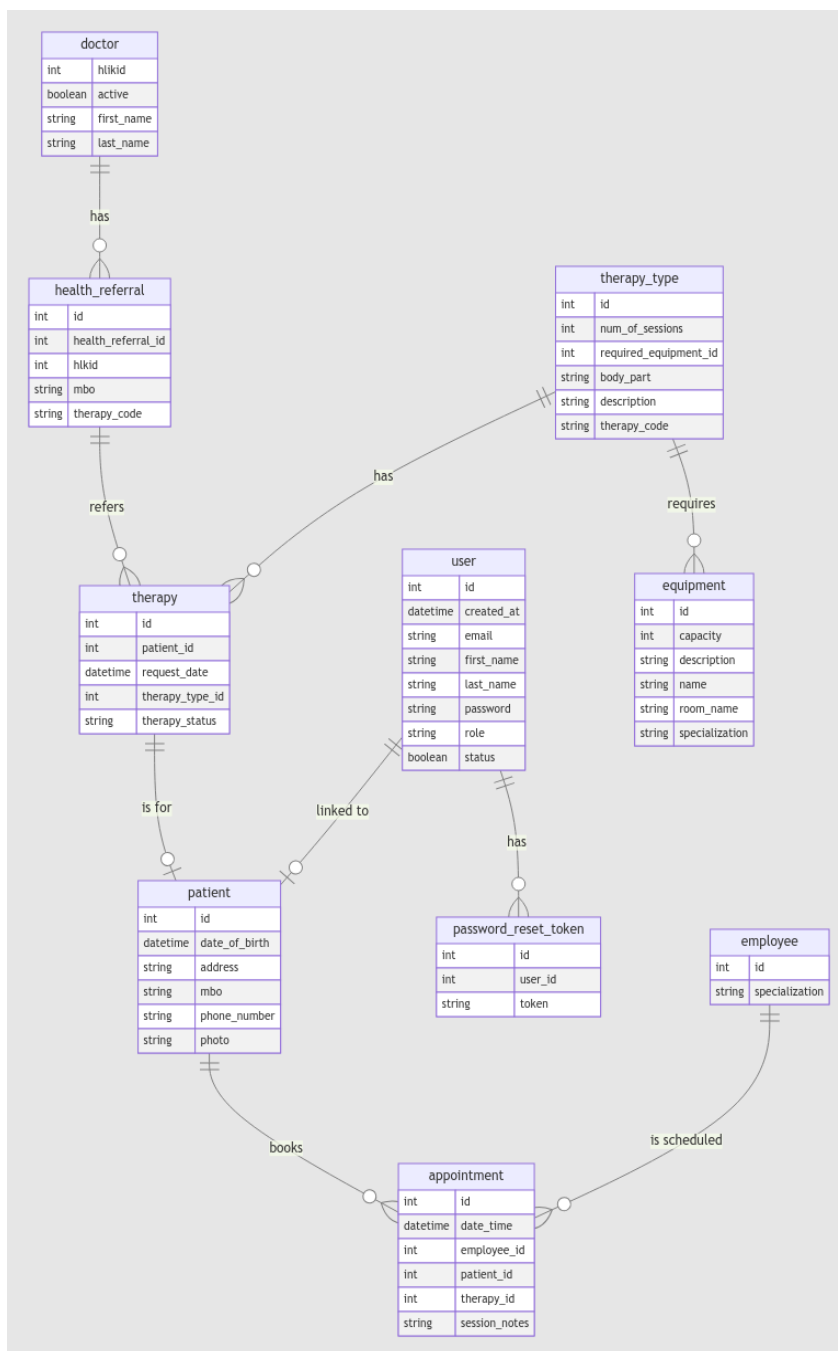 doctor
int hlikid
boolean active
string first_name
string last_name
has
health_referral
int id
int health_referral_id
int hlkid
string mbo
string therapy_code
therapy_type
int id
int num_of_sessions
int required_equipment_id
string body_part
string description
string therapy_code
has
refers
requires
user
int id
datetime created_at
string email
string first_name
string last_name
string password
string role
boolean status
equipment
int id
int capacity
string description
string name
string room_name
string specialization
therapy
int id
int patient_id
datetime request_date
int therapy_type_id
string therapy_status
is for
linked to
has
patient
int id
datetime date_of_birth
string address
string mbo
string phone_number
string photo
password_reset_token
int id
int user_id
string token
employee
int id
string specialization
books
is scheduled
appointment
int id
datetime date_time
int employee_id
int patient_id
int therapy_id
string session_notes